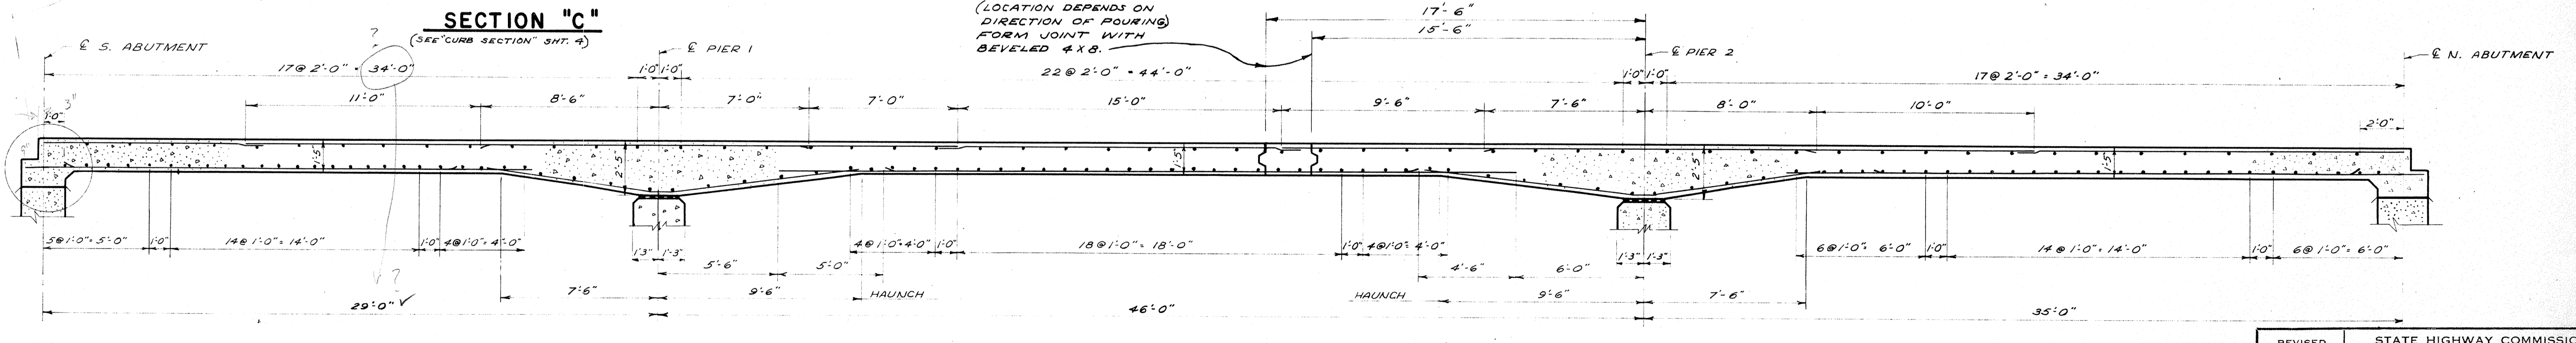 SECTION "C"
(SEE "CURB SECTION" SHT. 4)
(LOCATION DEPENDS ON
DIRECTION OF POURING)
FORM JOINT WITH
BEVELED 4 X 8.
17'-6"
15'-6"
?
℄ S. ABUTMENT
℄ PIER 1
℄ PIER 2
℄ N. ABUTMENT
17 @ 2'-0" = 34'-0"
1'-0" 1'-0"
22 @ 2'-0" = 44'-0"
1'-0" 1'-0"
17 @ 2'-0" = 34'-0"
3"
1'-0"
11'-0"
8'-6"
7'-0"
7'-0"
15'-0"
9'-6"
7'-6"
8'-0"
10'-0"
2'-0"
1'-5"
2'-5"
1'-5"
2'-5"
1'-5"
5 @ 1'-0" = 5'-0"
1'-0"
14 @ 1'-0" = 14'-0"
1'-0"
4 @ 1'-0" = 4'-0"
1'-3" 1'-3"
4 @ 1'-0" = 4'-0"
1'-0"
18 @ 1'-0" = 18'-0"
1'-0"
4 @ 1'-0" = 4'-0"
1'-3" 1'-3"
6 @ 1'-0" = 6'-0"
1'-0"
14 @ 1'-0" = 14'-0"
1'-0"
6 @ 1'-0" = 6'-0"
?
5'-6"
5'-0"
4'-6"
6'-0"
7'-6"
9'-6"
HAUNCH
HAUNCH
9'-6"
7'-6"
29'-0" √
46'-0"
35'-0"
REVISED
STATE HIGHWAY COMMISSIO